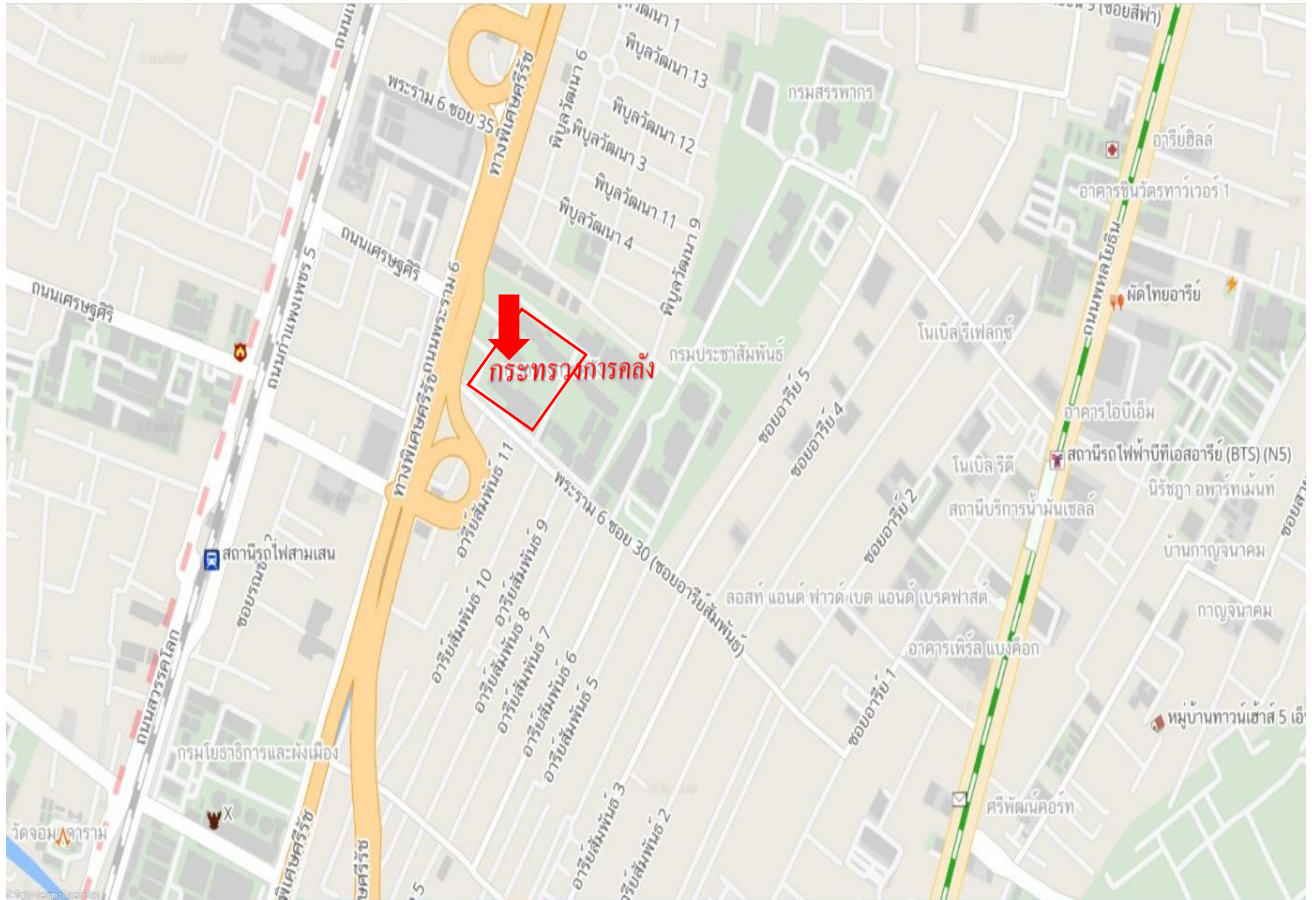 พิบูลวัฒนา 13
พิบูลวัฒนา 6
กรมสรรพากร
พระราม 6 ซอย 35
ทางพิเศษศรีรัช
พิบูลวัฒนา 12
พิบูลวัฒนา 3
อารีย์ฮิลล์
พิบูลวัฒนา 11
อาคารชินวัตรทาว์เวอร์ 1
พิบูลวัฒนา 4
พิบูลวัฒนา 9
ถนนเศรษฐศิริ
ถนนพหลโยธิน
ถนนกำแพงเพชร 5
ถนนพระราม 6
ถนนเศรษฐศิริ
ผัดไทยอารีย์
โนเบิล รีเฟลกซ์
กรมประชาสัมพันธ์
กระทรวงการคลัง
ซอยอารีย์ 5
ซอยอารีย์ 4
อาคารไอบีเอ็ม
ทางพิเศษศรีรัช
สถานีรถไฟฟ้าบีทีเอสอารีย์ (BTS) (N5)
โนเบิล รีดี
นิรัชฎา อพาร์ทเม้นท์
อารีย์สัมพันธ์ 11
พระราม 6 ซอย 30 (ซอยอารีย์สัมพันธ์)
สถานีบริการน้ำมันเชลล์
ซอยอารีย์ 2
สถานีรถไฟสามเสน
บ้านกาญจนาคม
อารีย์สัมพันธ์ 9
อารีย์สัมพันธ์ 10
ลอสท์ แอนด์ ฟาวด์ เบด แอนด์ เบรคฟาสต์
กาญจนาคม
อารีย์สัมพันธ์ 8
อารีย์สัมพันธ์ 7
อารีย์สัมพันธ์ 6
อารีย์สัมพันธ์ 5
อาคารเพิร์ล แบงค็อก
ถนนสวรรคโลก
ซอยอารีย์ 1
หมู่บ้านทาวน์เฮ้าส์ 5
กรมโยธาธิการและผังเมือง
ศรีพัฒน์คอร์ท
X
อารีย์สัมพันธ์ 3
อารีย์สัมพันธ์ 2